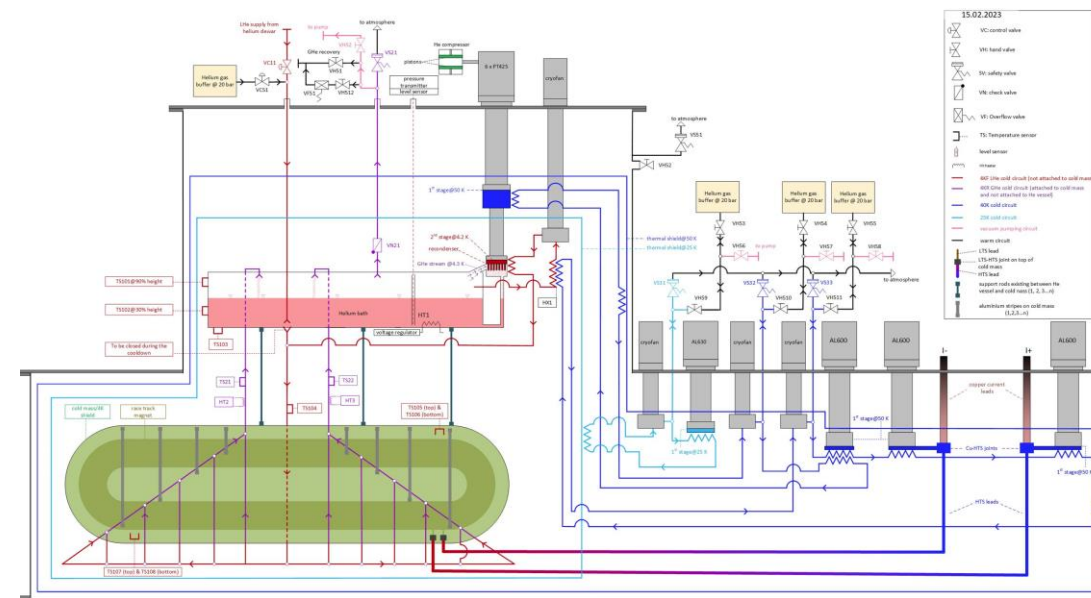 15.02.2023
VC:control valve
VH: hand valve
SV: safety valve
VN: check valve
VF: Overflow valve
TS: Temperature sensor
level sensor
4KF LHe cold circuit (not attached to cold mass)
4KR GHe cold circuit (attached to cold mass
and not attached to He vessel)
40K cold circuit
25K cold circuit
vacuum pumping circuit
warm circuit
LTS lead
LTS-HTS joint on top of
cold mass
HTS lead
support rods existing between He
vessel and cold mass (1, 2, 3...n)
aluminium stripes on cold mass
(1,2,3...n)
LHe supply from
helium dewar
to pump
to atmosphere
VH52
VS21
GHe recovery
VC11
VH51
Helium gas
buffer @ 20 bar
VC51
VF51
VH512
He compressor
pistons
pressure
transmitter
level sensor
cryofan
to atmosphere
VS51
VH52
1st stage@50 K
2nd stage@4.2 K
recondenser
GHe stream @4.3 K
thermal shield@50 K
thermal shield@25 K
VN21
HX1
TS101@90% height
TS102@30% height
TS103
Helium bath
HT1
voltage regulator
To be closed during the
cooldown
TS21
TS22
HT2
HT3
TS104
TS105 (top) &
TS106 (bottom)
cold mass/4K
shield
race track
magnet
TS107 (top) & TS108 (bottom)
Helium gas
buffer @ 20 bar
Helium gas
buffer @ 20 bar
Helium gas
buffer @ 20 bar
VH53
VH54
VH55
VH56
to pump
VH57
VH58
to atmosphere
VH59
VS32
VH510
VS33
VH511
cryofan
AL630
cryofan
cryofan
AL600
AL600
AL600
I-
I+
copper current
leads
1st stage@50 K
1st stage@25 K
Cu-HTS joints
1st stage@50 K
HTS leads